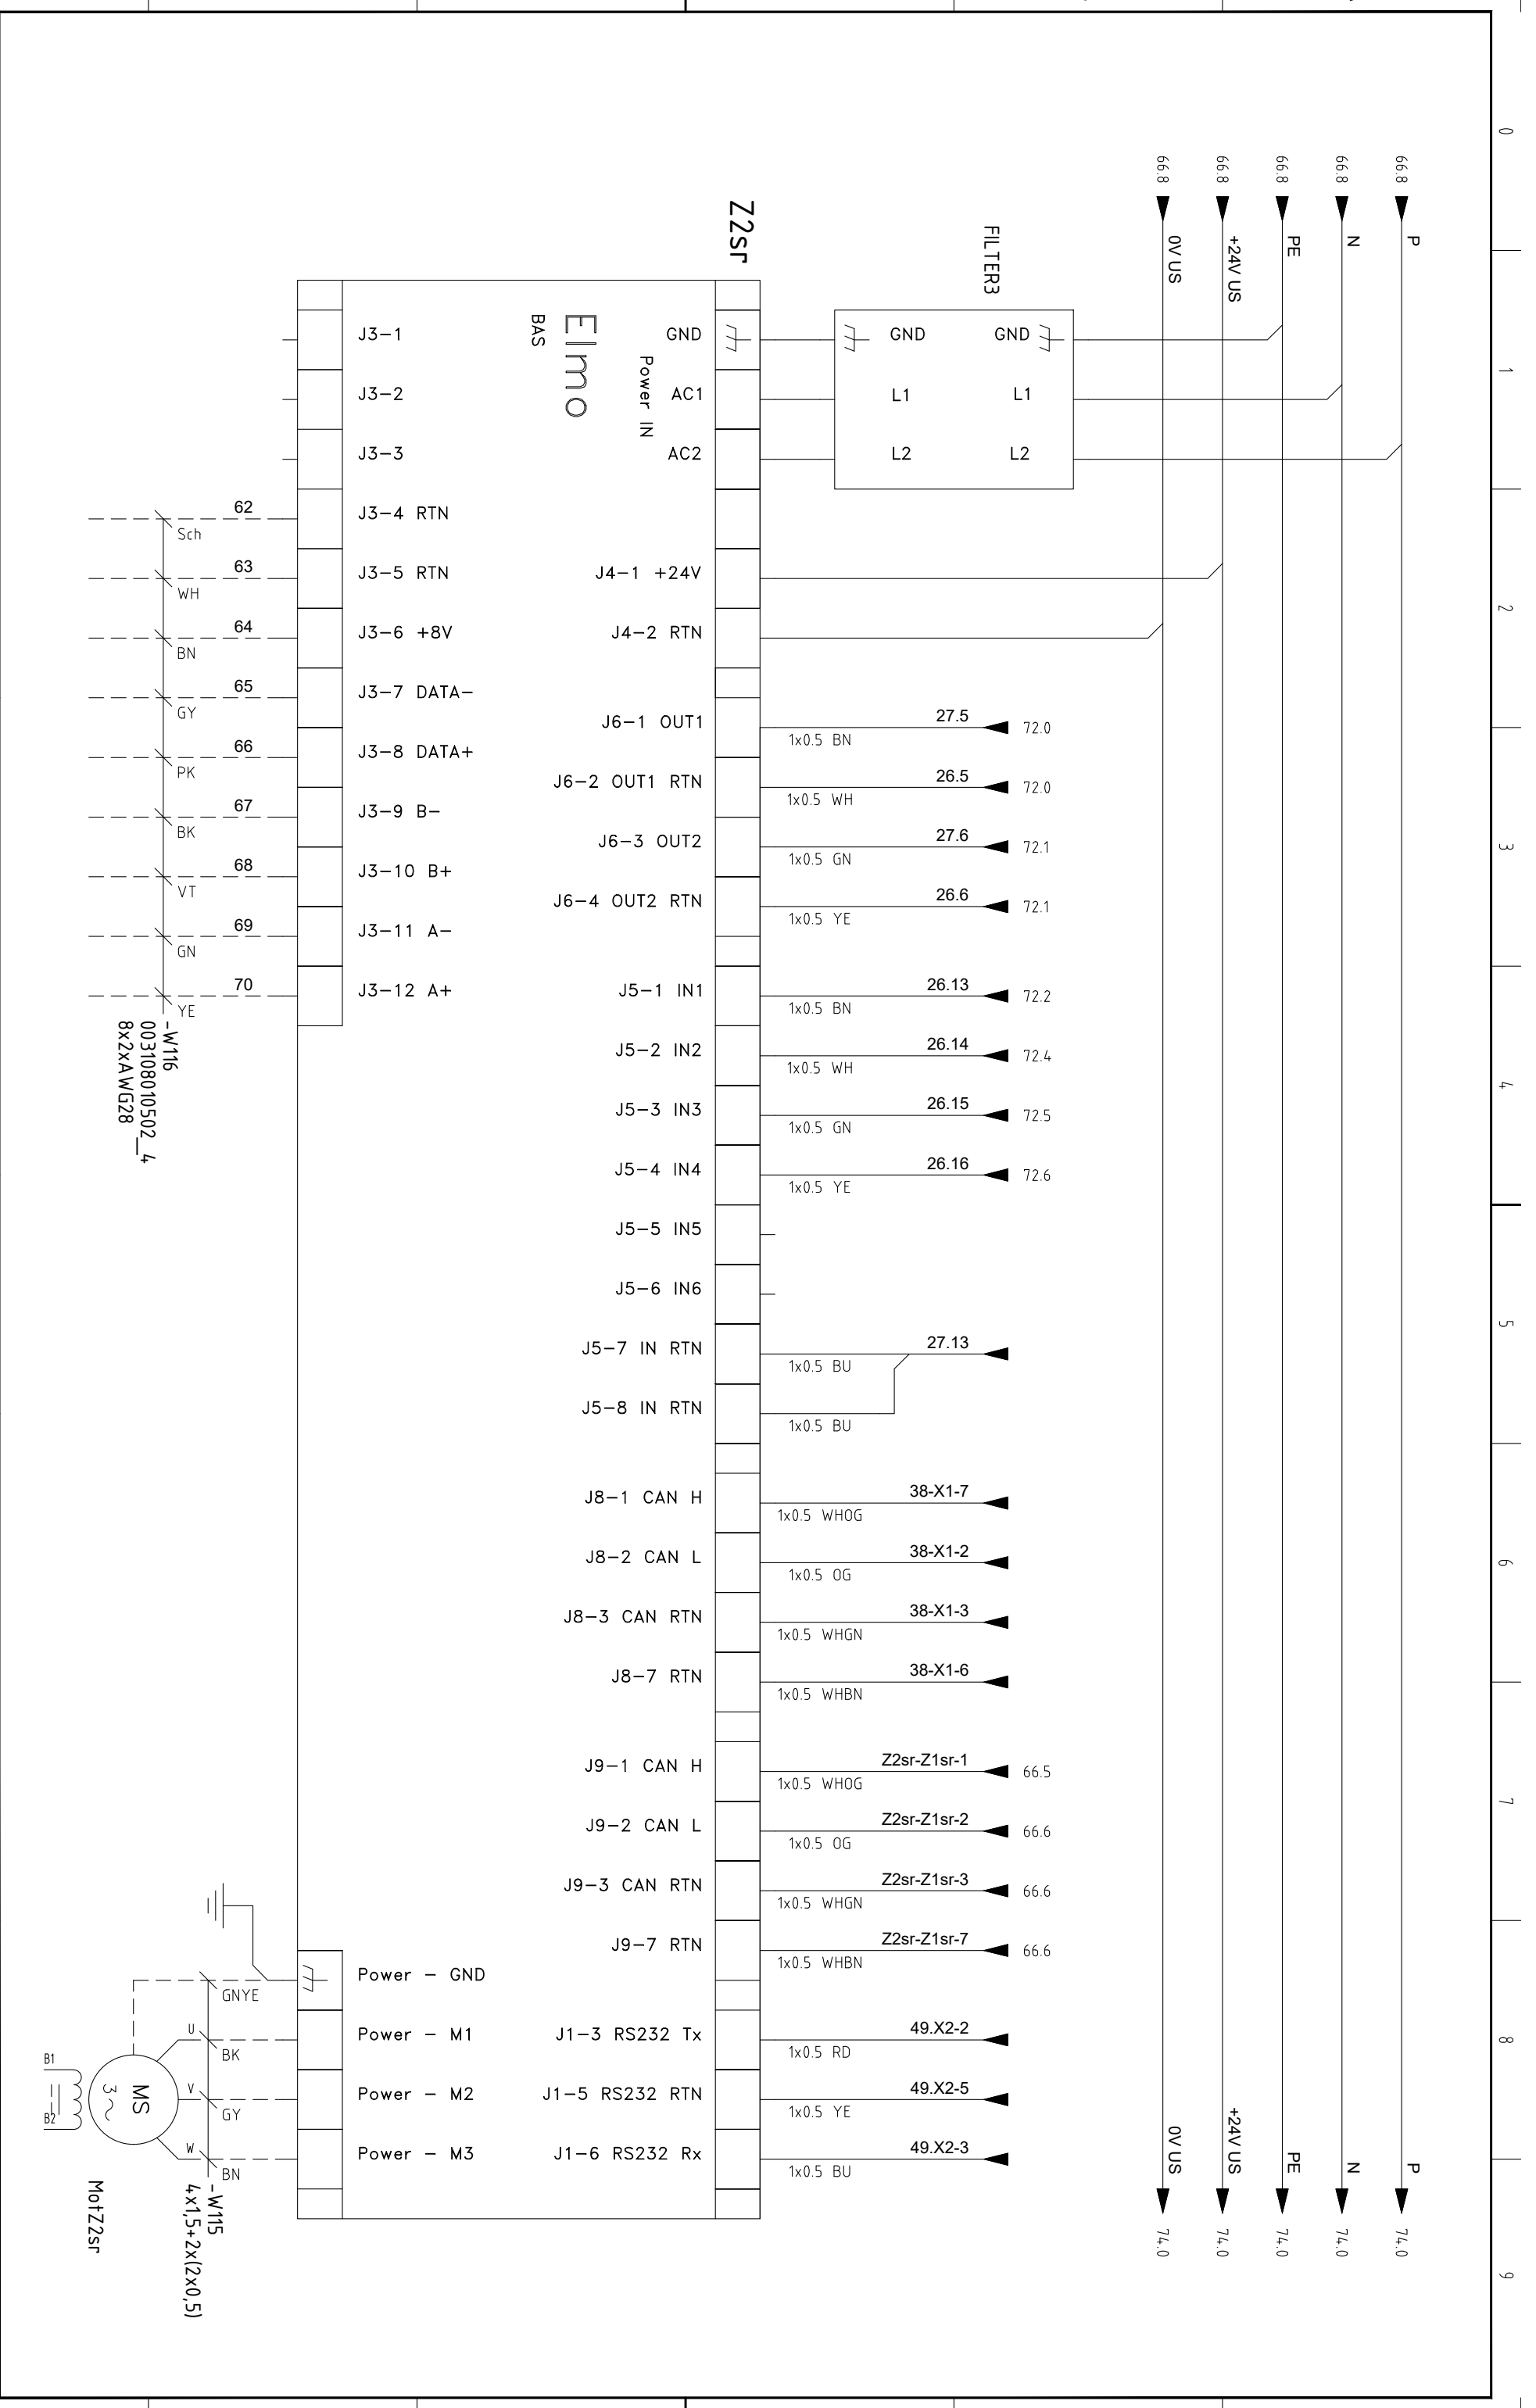 0
1
2
3
4
5
6
7
8
9
66.8
66.8
66.8
66.8
66.8
P
N
PE
+24V US
0V US
P
N
PE
+24V US
0V US
74.0
74.0
74.0
74.0
74.0
FILTER3
GND GND
L1 L1
L2 L2
Z2sr
Elmo
BAS
Power IN
GND
AC1
AC2
J4-1 +24V
J4-2 RTN
J6-1 OUT1 1x0.5 BN 27.5 72.0
J6-2 OUT1 RTN 1x0.5 WH 26.5 72.0
J6-3 OUT2 1x0.5 GN 27.6 72.1
J6-4 OUT2 RTN 1x0.5 YE 26.6 72.1
J5-1 IN1 1x0.5 BN 26.13 72.2
J5-2 IN2 1x0.5 WH 26.14 72.4
J5-3 IN3 1x0.5 GN 26.15 72.5
J5-4 IN4 1x0.5 YE 26.16 72.6
J5-5 IN5
J5-6 IN6
J5-7 IN RTN 1x0.5 BU 27.13
J5-8 IN RTN 1x0.5 BU
J8-1 CAN H 1x0.5 WHOG 38-X1-7
J8-2 CAN L 1x0.5 OG 38-X1-2
J8-3 CAN RTN 1x0.5 WHGN 38-X1-3
J8-7 RTN 1x0.5 WHBN 38-X1-6
J9-1 CAN H 1x0.5 WHOG Z2sr-Z1sr-1 66.5
J9-2 CAN L 1x0.5 OG Z2sr-Z1sr-2 66.6
J9-3 CAN RTN 1x0.5 WHGN Z2sr-Z1sr-3 66.6
J9-7 RTN 1x0.5 WHBN Z2sr-Z1sr-7 66.6
J1-3 RS232 Tx 1x0.5 RD 49.X2-2
J1-5 RS232 RTN 1x0.5 YE 49.X2-5
J1-6 RS232 Rx 1x0.5 BU 49.X2-3
J3-1
J3-2
J3-3
62 Sch J3-4 RTN
63 WH J3-5 RTN
64 BN J3-6 +8V
65 GY J3-7 DATA-
66 PK J3-8 DATA+
67 BK J3-9 B-
68 VT J3-10 B+
69 GN J3-11 A-
70 YE J3-12 A+
-W116
003108010502__4
8x2xAWG28
GNYE Power - GND
U BK Power - M1
V GY Power - M2
W BN Power - M3
B1
B2
MS
3~
MotZ2sr
-W115
4x1,5+2x(2x0,5)